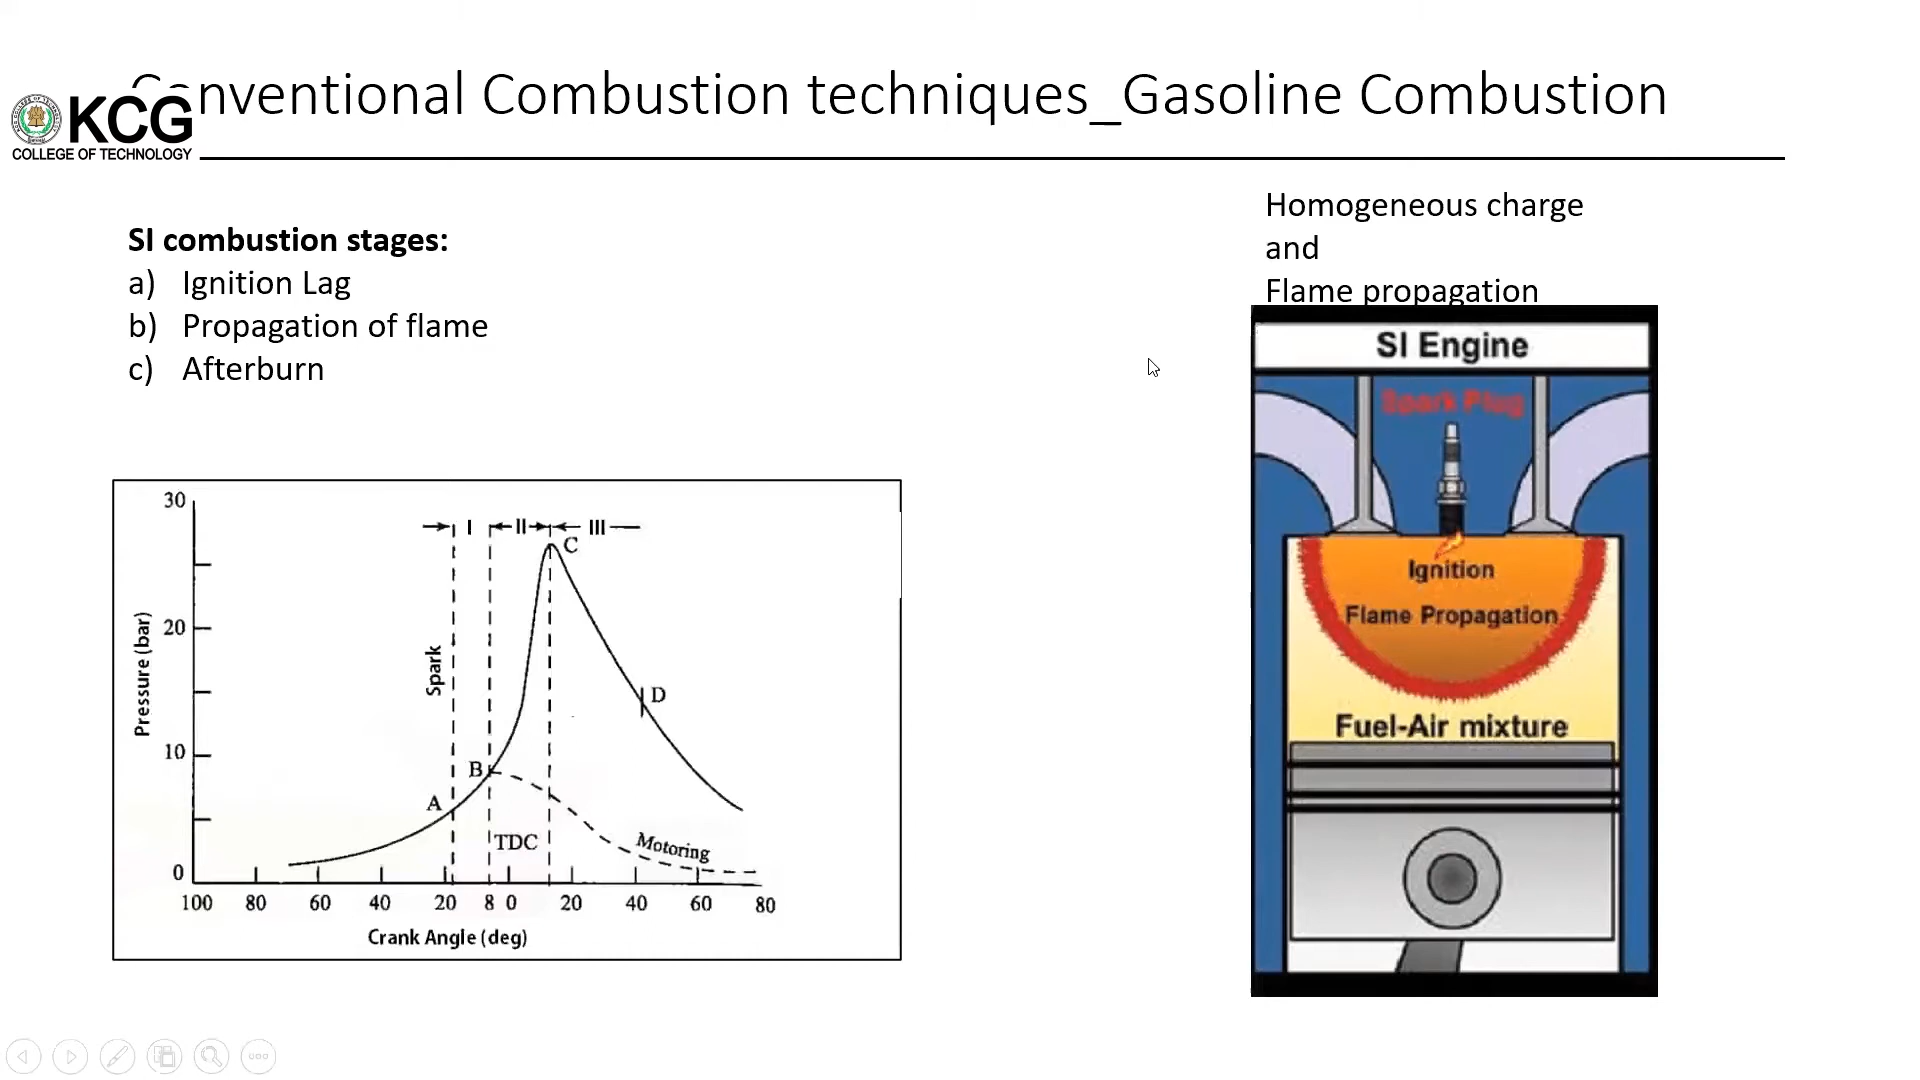 Conventional Combustion techniques_Gasoline Combustion
KCG
COLLEGE OF TECHNOLOGY
SI combustion stages:
a) Ignition Lag
b) Propagation of flame
c) Afterburn
Homogeneous charge
and
Flame propagation
SI Engine
Spark Plug
Ignition
Flame Propagation
Fuel-Air mixture
30
I II III
C
20
Pressure (bar)
Spark
D
10
B
A
TDC
Motoring
0
100 80 60 40 20 8 0 20 40 60 80
Crank Angle (deg)